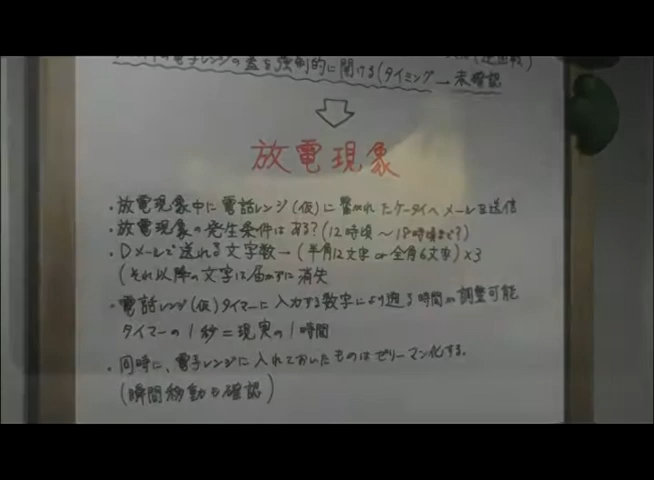 電子レンジの蓋を強制的に開ける(タイミング→未確認
放電現象
・放電現象中に電話レンジ(仮)に繋がれたケータイへメールを送信
・放電現象の発生条件はある?(12時頃~18時頃まで?)
・Dメールで送れる文字数→(半角12文字 or 全角6文字)×3
(それ以降の文字は届かずに消失
・電話レンジ(仮)タイマーに入力する数字により遡る時間の調整可能
タイマーの1秒=現実の1時間
・同時に、電子レンジに入れておいたものはゼリーマン化する。
(瞬間移動も確認)